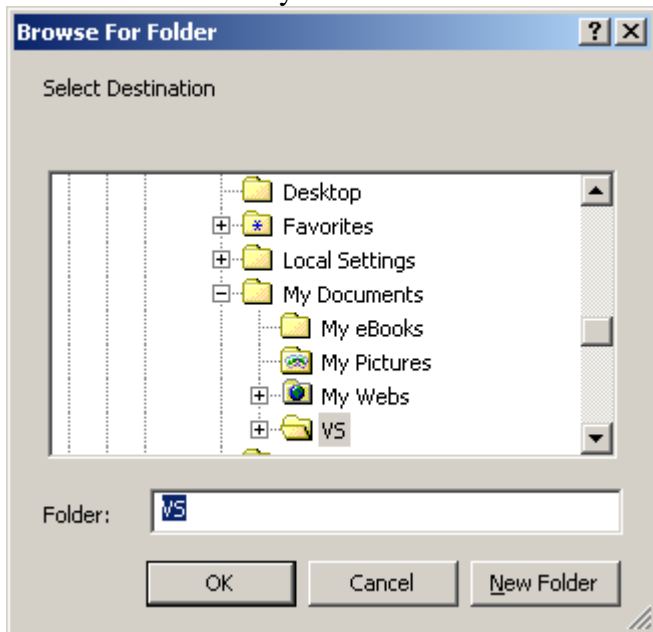 Browse For Folder
Select Destination
Desktop
Favorites
Local Settings
My Documents
My eBooks
My Pictures
My Webs
VS
Folder: VS
OK Cancel New Folder